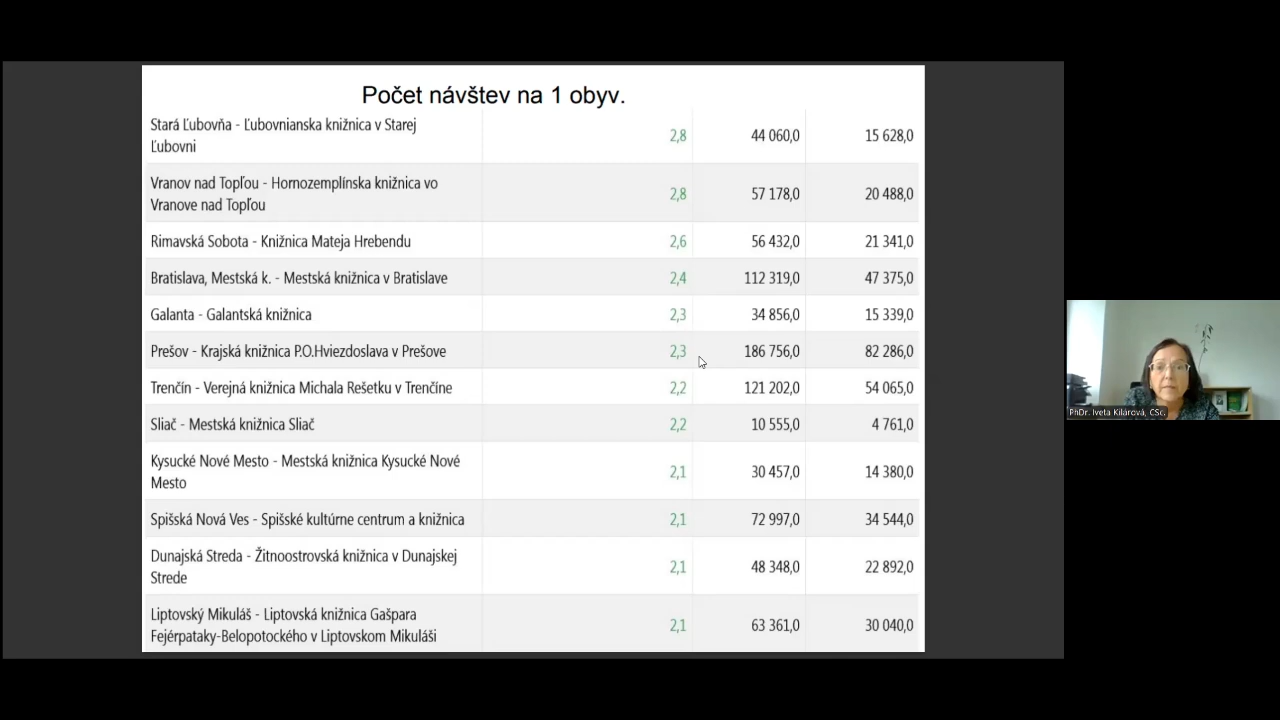 Počet návštev na 1 obyv.
Stará Ľubovňa - Ľubovnianska knižnica v Starej
Ľubovni
2,8 44 060,0 15 628,0
Vranov nad Topľou - Hornozemplínska knižnica vo
Vranove nad Topľou
2,8 57 178,0 20 488,0
Rimavská Sobota - Knižnica Mateja Hrebendu 2,6 56 432,0 21 341,0
Bratislava, Mestská k. - Mestská knižnica v Bratislave 2,4 112 319,0 47 375,0
Galanta - Galantská knižnica 2,3 34 856,0 15 339,0
Prešov - Krajská knižnica P.O.Hviezdoslava v Prešove 2,3 186 756,0 82 286,0
Trenčín - Verejná knižnica Michala Rešetku v Trenčíne 2,2 121 202,0 54 065,0
Sliač - Mestská knižnica Sliač 2,2 10 555,0 4 761,0
Kysucké Nové Mesto - Mestská knižnica Kysucké Nové
Mesto
2,1 30 457,0 14 380,0
Spišská Nová Ves - Spišské kultúrne centrum a knižnica 2,1 72 997,0 34 544,0
Dunajská Streda - Žitnoostrovská knižnica v Dunajskej
Strede
2,1 48 348,0 22 892,0
Liptovský Mikuláš - Liptovská knižnica Gašpara
Fejérpataky-Belopotockého v Liptovskom Mikuláši
2,1 63 361,0 30 040,0
PhDr. Iveta Kilárová, CSc.